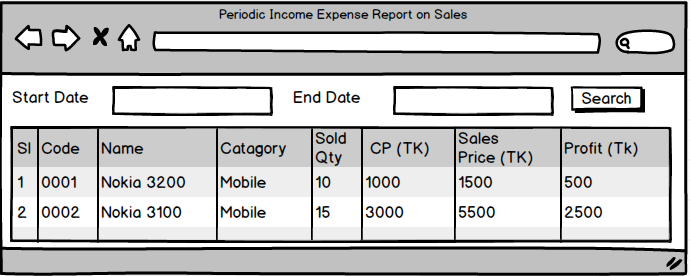 Periodic Income Expense Report on Sales
Start Date End Date Search
Sl Code Name Catagory Sold Qty CP (TK) Sales Price (TK) Profit (Tk)
1 0001 Nokia 3200 Mobile 10 1000 1500 500
2 0002 Nokia 3100 Mobile 15 3000 5500 2500